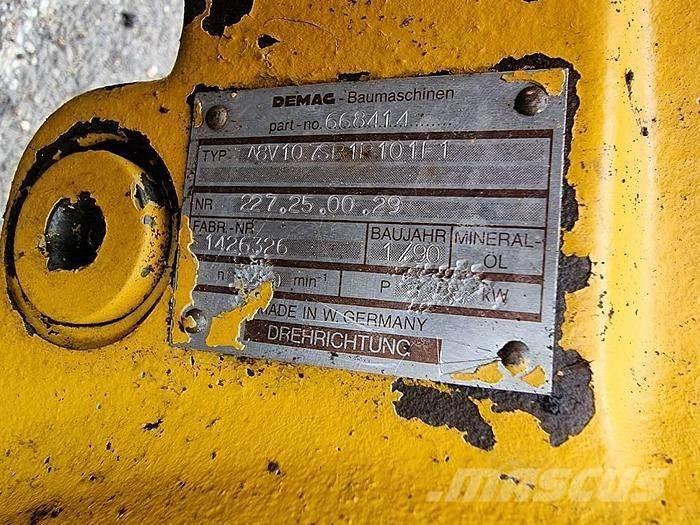 DEMAG - Baumaschinen
part-no. 668414.......
TYP A8V107SR1R101F1
NR 227.25.00.29
FABR.-NR. 1426326
BAUJAHR 1/90
MINERAL-ÖL
n min⁻¹
P kW
MADE IN W. GERMANY
DREHRICHTUNG
mascus